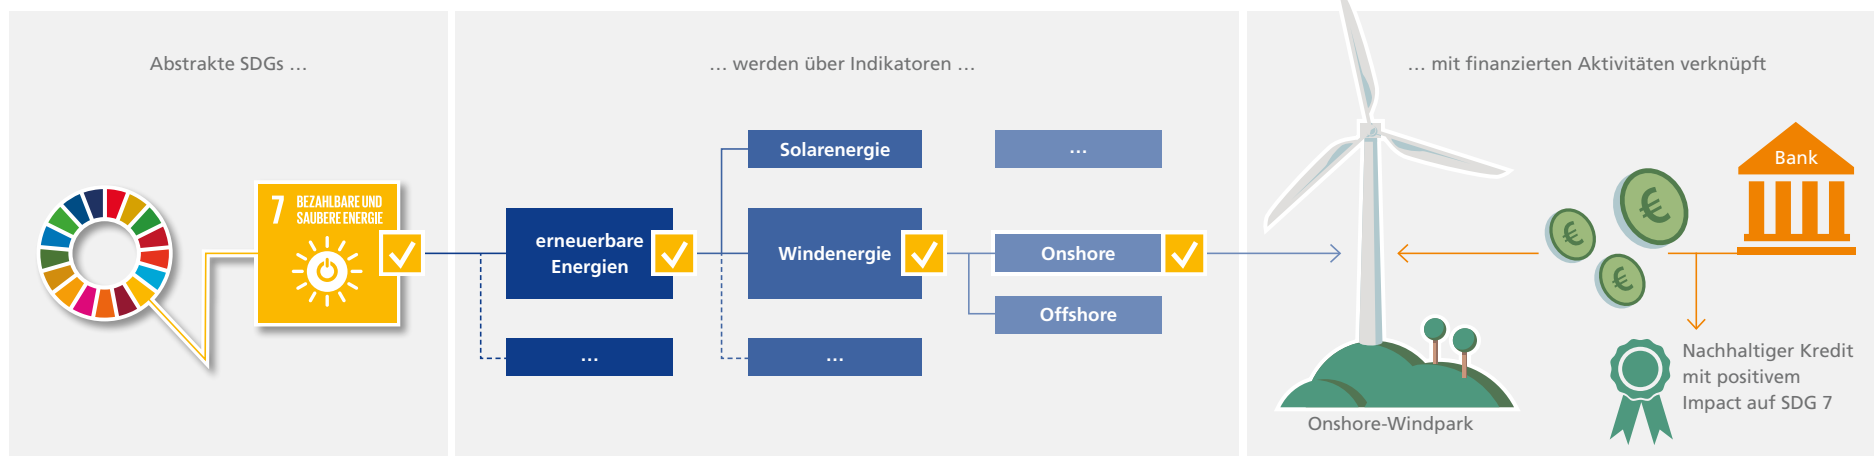 Abstrakte SDGs …
7 BEZAHLBARE UND
SAUBERE ENERGIE
… werden über Indikatoren …
erneuerbare
Energien
…
Solarenergie
Windenergie
…
…
Onshore
Offshore
… mit finanzierten Aktivitäten verknüpft
Onshore-Windpark
€
€
€
Bank
Nachhaltiger Kredit
mit positivem
Impact auf SDG 7